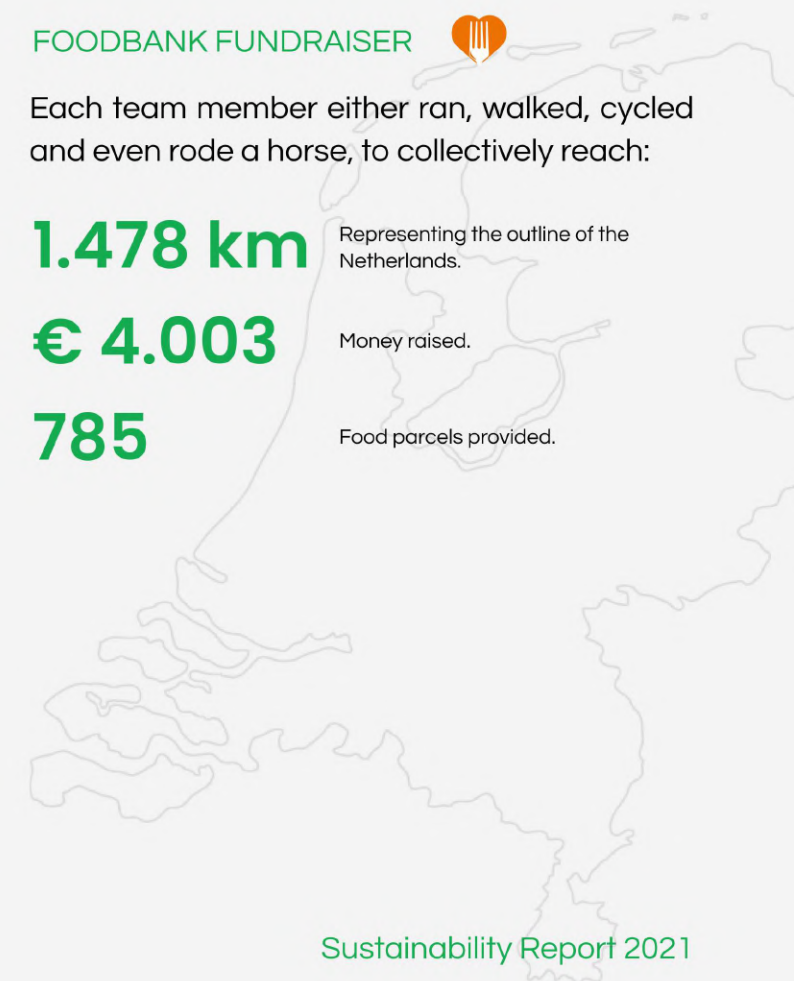 FOODBANK FUNDRAISER
Each team member either ran, walked, cycled
and even rode a horse, to collectively reach:
1.478 km
Representing the outline of the
Netherlands.
€ 4.003
Money raised.
785
Food parcels provided.
Sustainability Report 2021